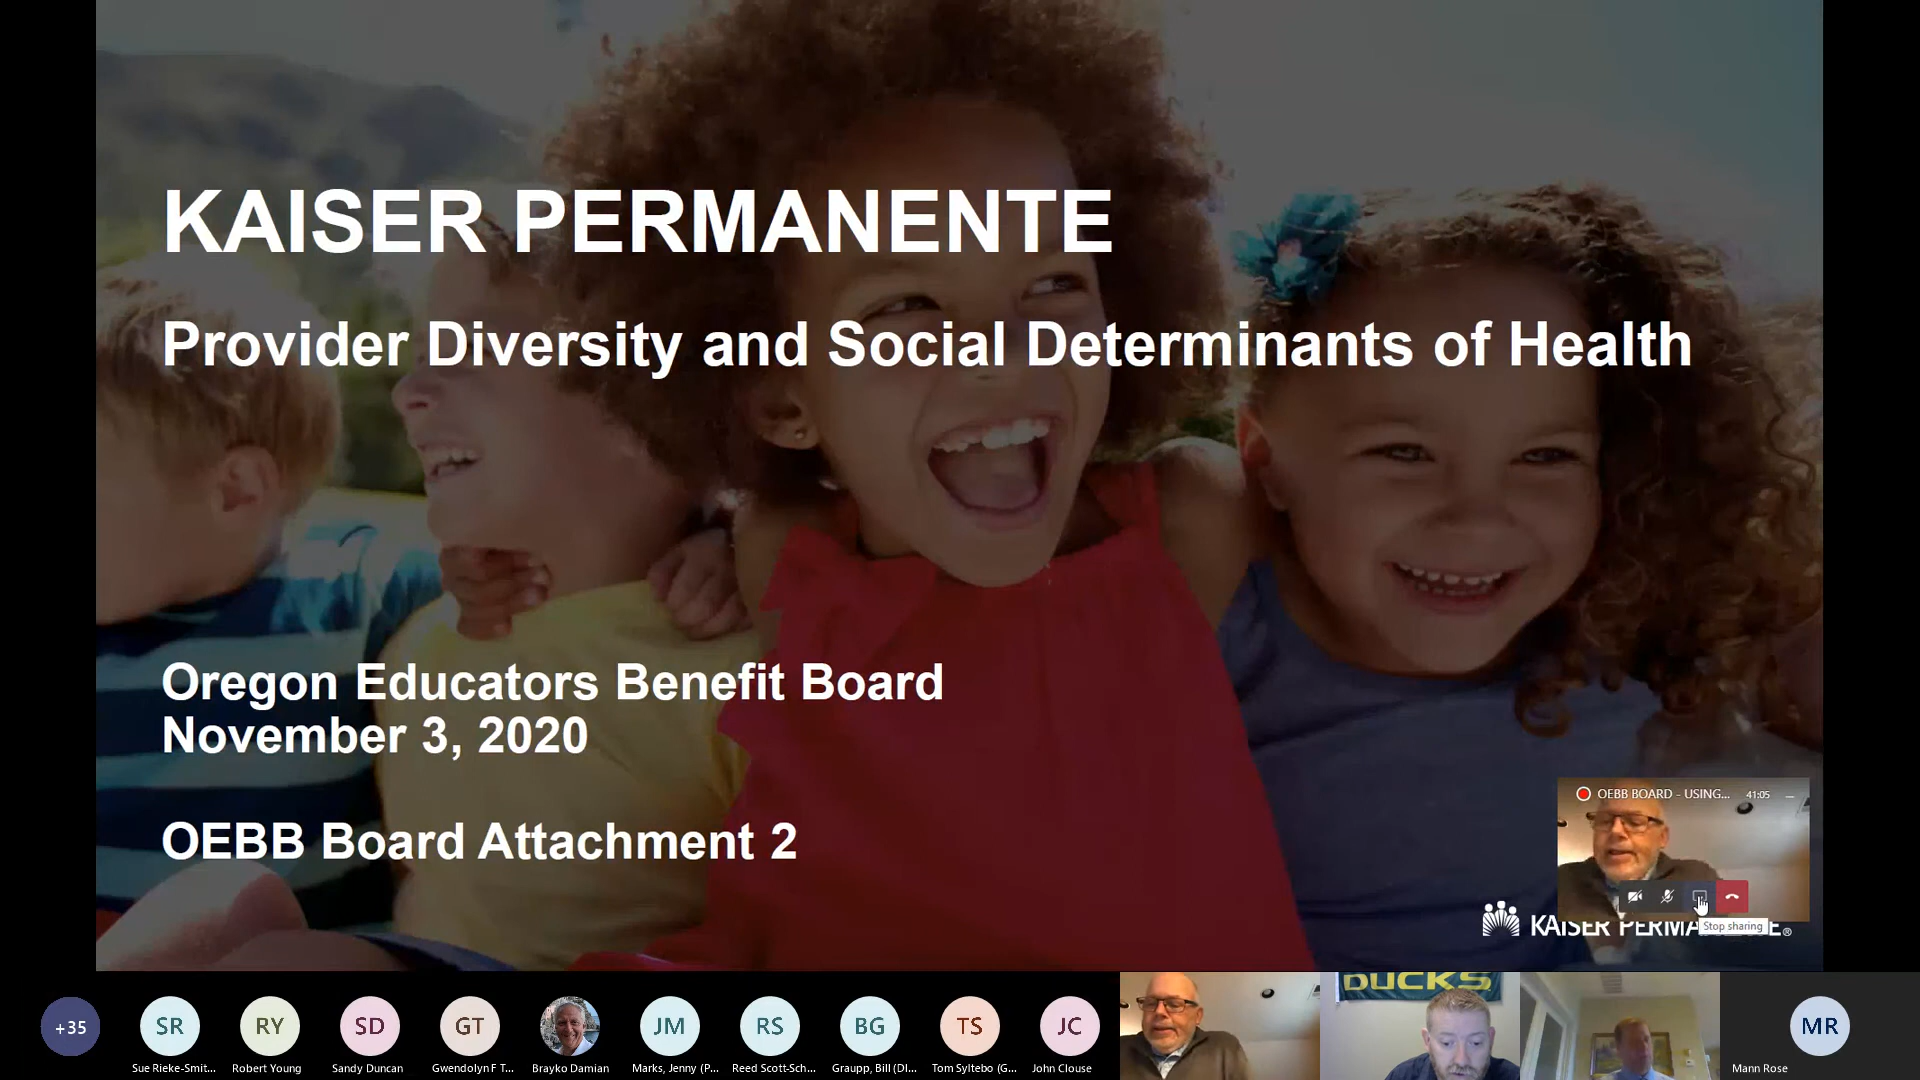 KAISER PERMANENTE
Provider Diversity and Social Determinants of Health
Oregon Educators Benefit Board
November 3, 2020
OEBB Board Attachment 2
OEBB BOARD - USING... 41:05
Stop sharing
KAISER PERMA
DUCKS
+35 SR RY SD GT JM RS BG TS JC MR
Sue Rieke-Smit... Robert Young Sandy Duncan Gwendolyn F T... Brayko Damian Marks, Jenny (P... Reed Scott-Sch... Graupp, Bill (DI... Tom Syltebo (G... John Clouse Mann Rose